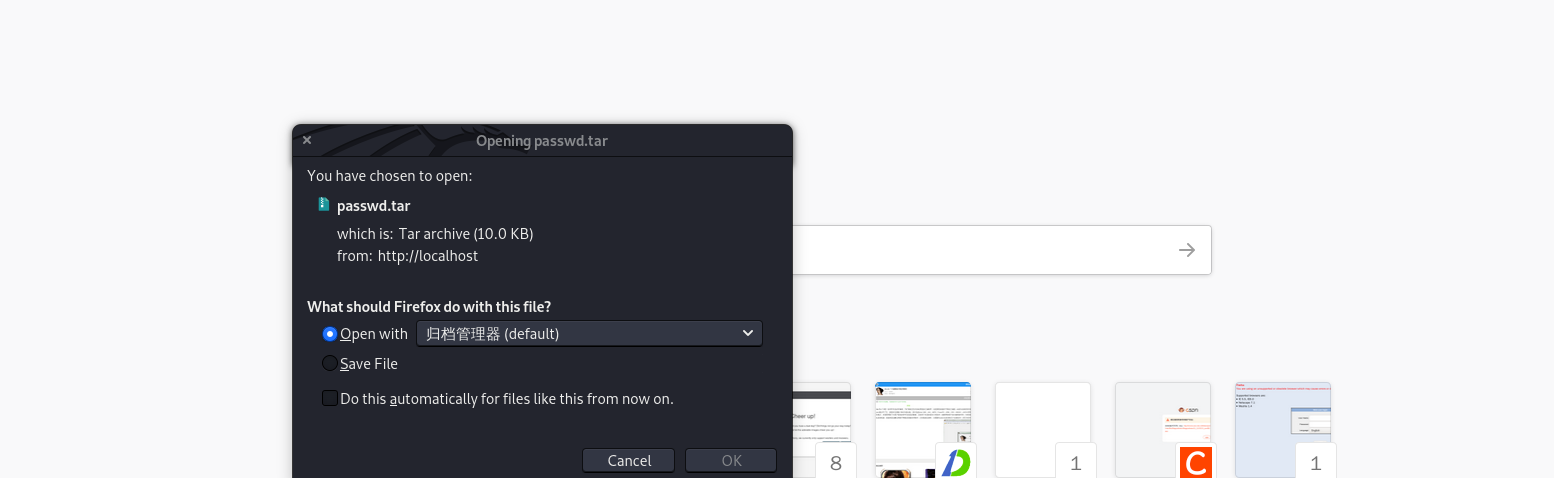 Opening passwd.tar
You have chosen to open:
passwd.tar
which is: Tar archive (10.0 KB)
from: http://localhost
What should Firefox do with this file?
Open with 归档管理器 (default)
Save File
Do this automatically for files like this from now on.
Cancel OK
Cheer up!
8
1
C
1